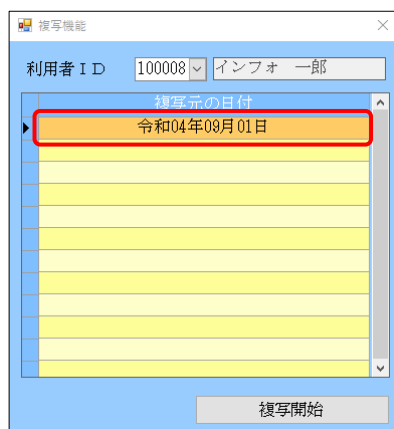 複写機能
利用者ID 100008 インフォ 一郎
複写元の日付
令和04年09月01日
複写開始